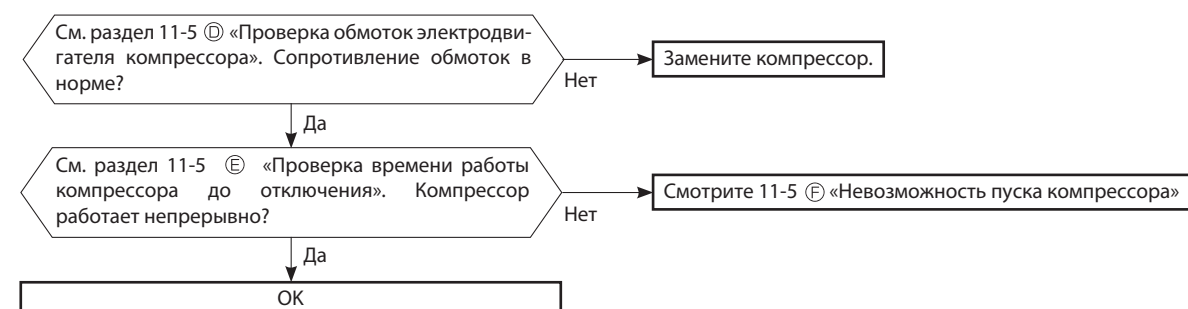 См. раздел 11-5 Ⓓ «Проверка обмоток электродви-
гателя компрессора». Сопротивление обмоток в
норме?
Нет
Замените компрессор.
Да
См. раздел 11-5 Ⓔ «Проверка времени работы
компрессора до отключения». Компрессор
работает непрерывно?
Нет
Смотрите 11-5 Ⓕ «Невозможность пуска компрессора»
Да
OK